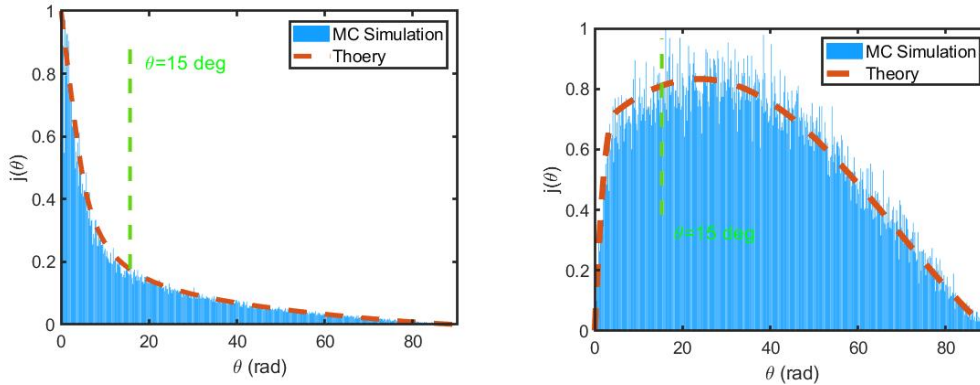 1
0.8
0.6
0.4
0.2
0
j(θ)
0 20 40 60 80
θ (rad)
θ=15 deg
MC Simulation
Thoery
1
0.8
0.6
0.4
0.2
0
j(θ)
0 20 40 60 80
θ (rad)
θ=15 deg
MC Simulation
Theory